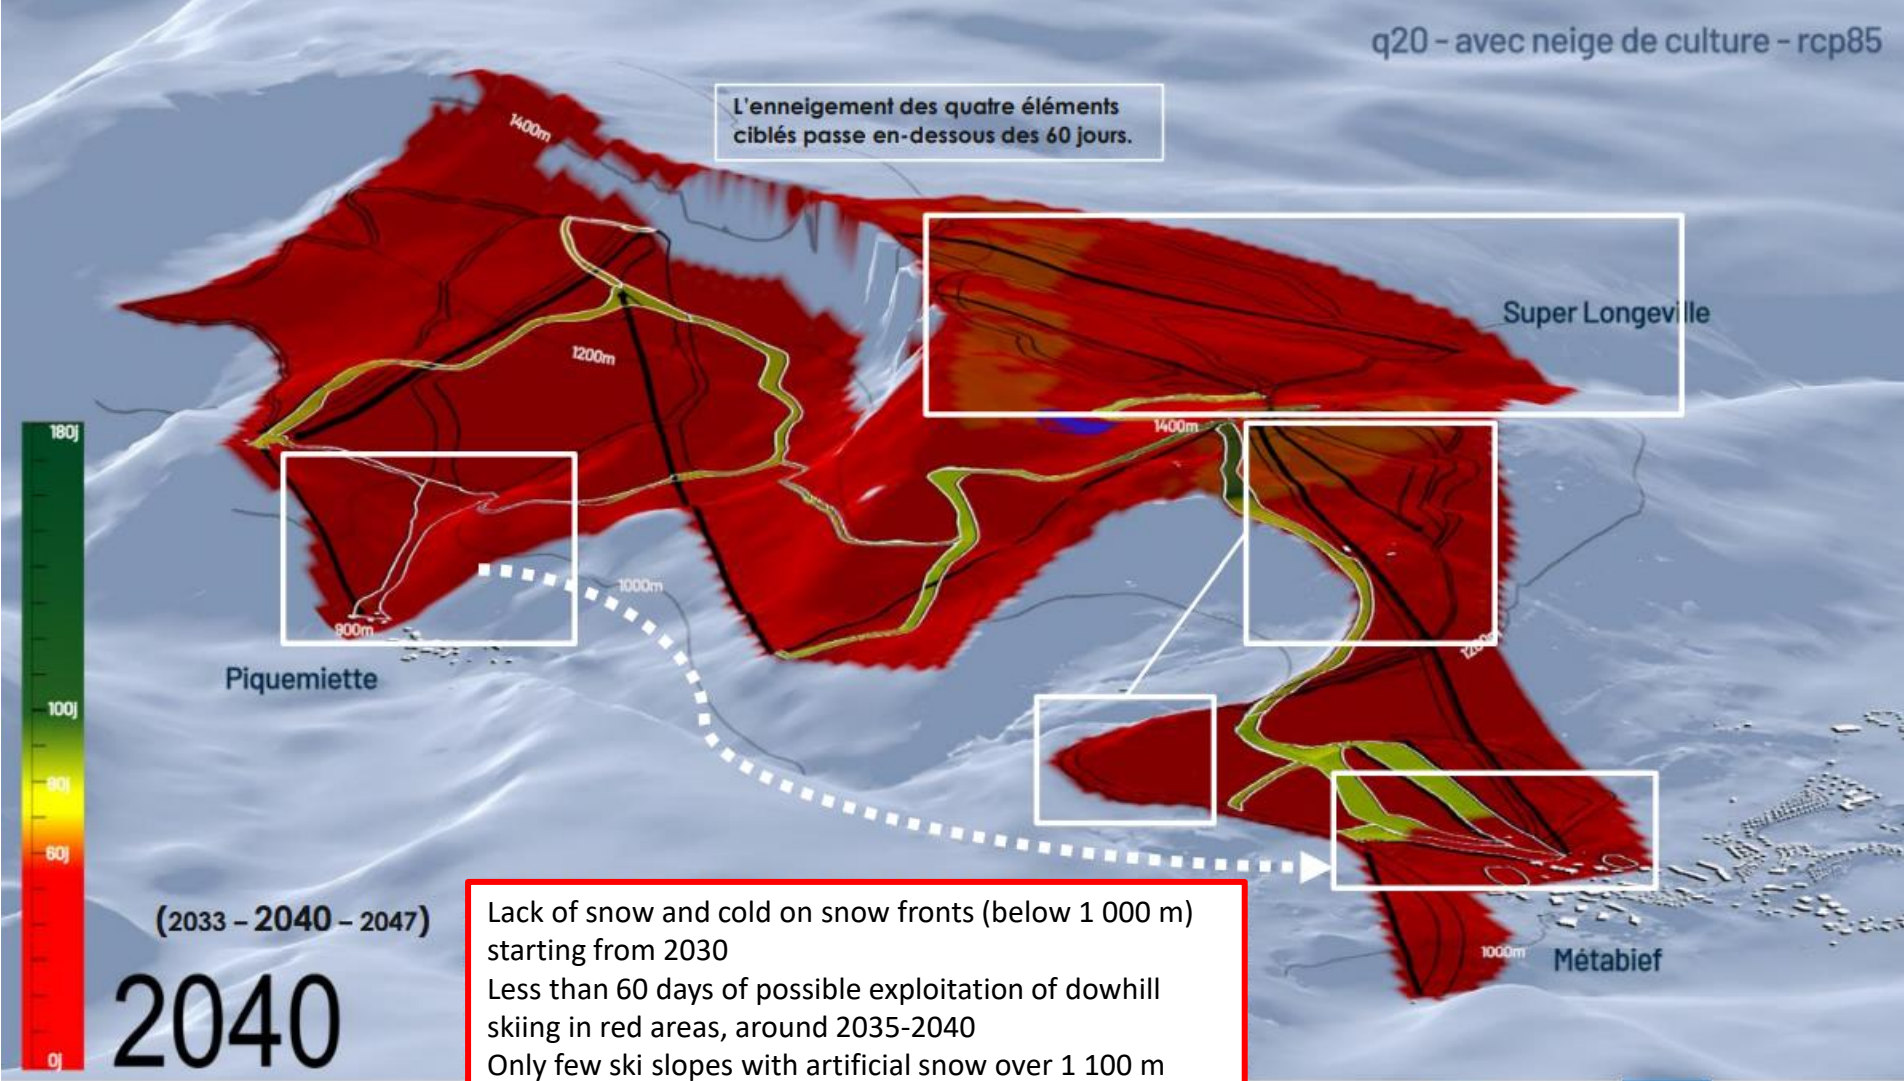 q20 – avec neige de culture – rcp85
L'enneigement des quatre éléments
ciblés passe en-dessous des 60 jours.
1400m
Super Longeville
1200m
1400m
180j
1000m
1200m
900m
Piquemiette
100j
80j
60j
(2033 – 2040 – 2047)
2040
0j
1000m
Métabief
Lack of snow and cold on snow fronts (below 1 000 m)
starting from 2030
Less than 60 days of possible exploitation of dowhill
skiing in red areas, around 2035-2040
Only few ski slopes with artificial snow over 1 100 m